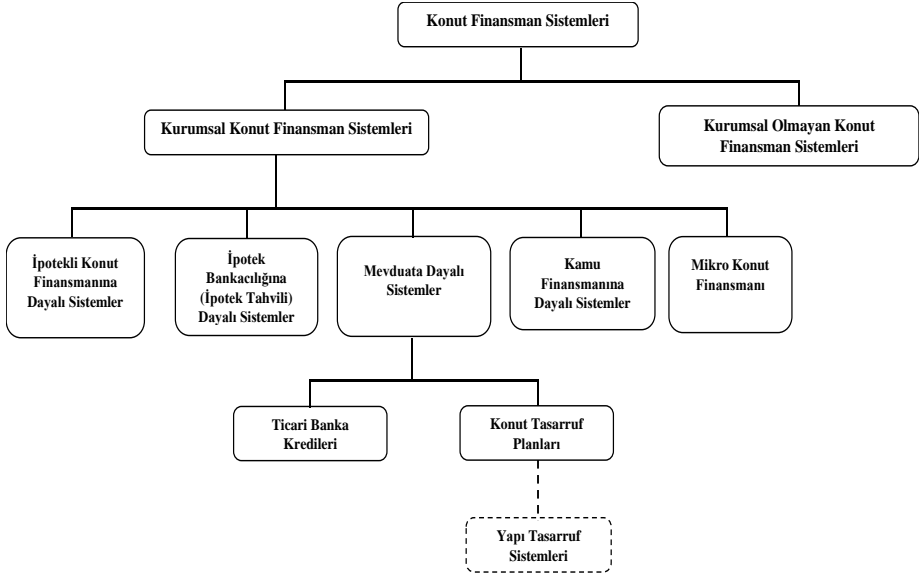 Konut Finansman Sistemleri
Kurumsal Konut Finansman Sistemleri
Kurumsal Olmayan Konut
Finansman Sistemleri
İpotekli Konut
Finansmanına
Dayalı Sistemler
İpotek
Bankacılığına
(İpotek Tahvili)
Dayalı Sistemler
Mevduata Dayalı
Sistemler
Kamu
Finansmanına
Dayalı Sistemler
Mikro Konut
Finansmanı
Ticari Banka
Kredileri
Konut Tasarruf
Planları
Yapı Tasarruf
Sistemleri